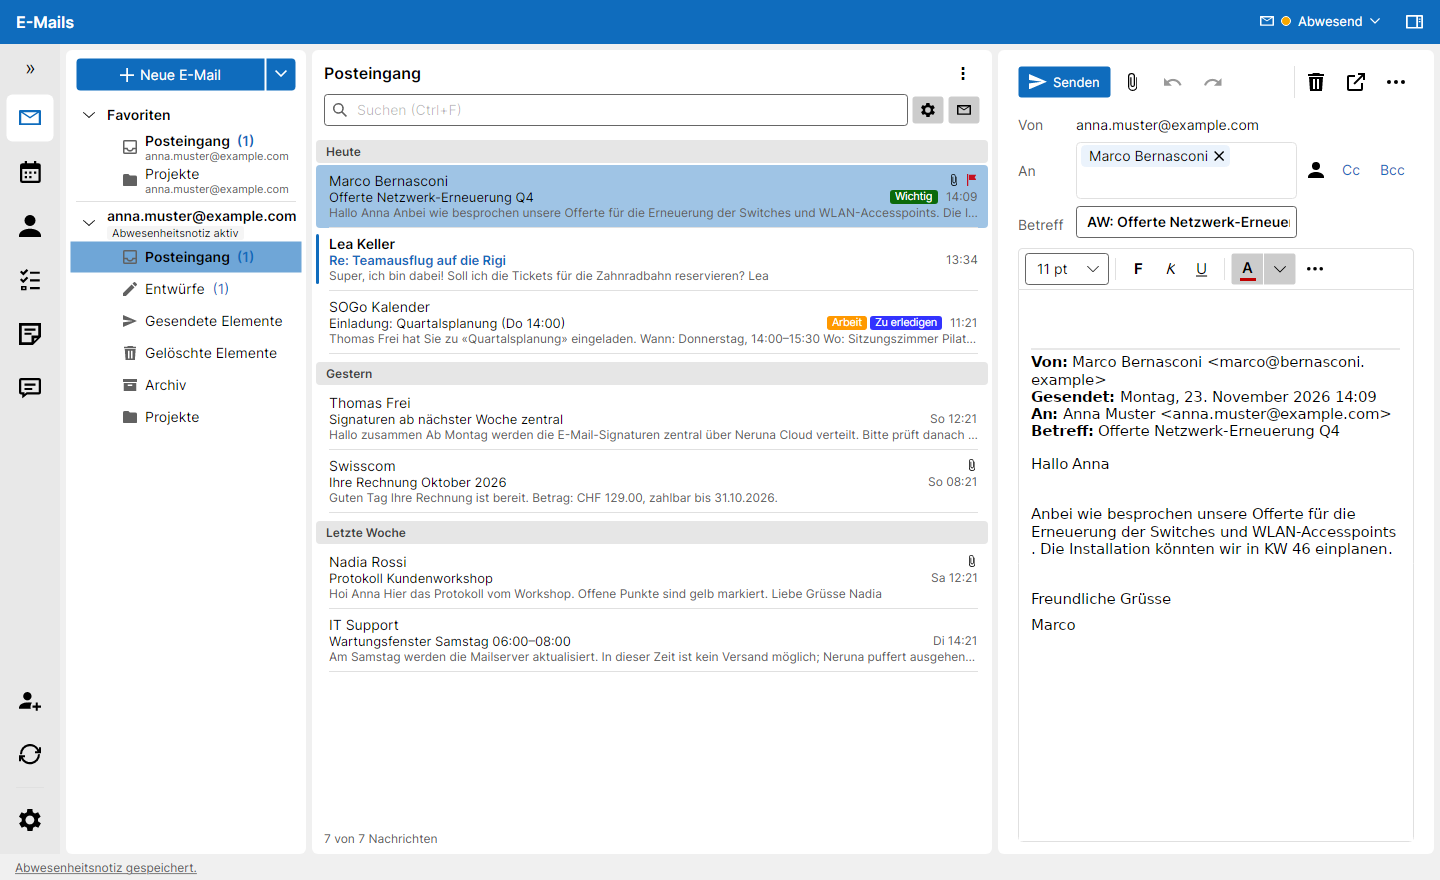 E-Mails
Abwesend
Neue E-Mail
Favoriten
Posteingang (1)
anna.muster@example.com
Projekte
anna.muster@example.com
anna.muster@example.com
Abwesenheitsnotiz aktiv
Posteingang (1)
Entwürfe (1)
Gesendete Elemente
Gelöschte Elemente
Archiv
Projekte
Posteingang
Suchen (Ctrl+F)
Heute
Marco Bernasconi
Offerte Netzwerk-Erneuerung Q4 Wichtig 14:09
Hallo Anna Anbei wie besprochen unsere Offerte für die Erneuerung der Switches und WLAN-Accesspoints. Die I...
Lea Keller
Re: Teamausflug auf die Rigi 13:34
Super, ich bin dabei! Soll ich die Tickets für die Zahnradbahn reservieren? Lea
SOGo Kalender
Einladung: Quartalsplanung (Do 14:00) Arbeit Zu erledigen 11:21
Thomas Frei hat Sie zu «Quartalsplanung» eingeladen. Wann: Donnerstag, 14:00–15:30 Wo: Sitzungszimmer Pilat...
Gestern
Thomas Frei
Signaturen ab nächster Woche zentral So 12:21
Hallo zusammen Ab Montag werden die E-Mail-Signaturen zentral über Neruna Cloud verteilt. Bitte prüft danach ...
Swisscom
Ihre Rechnung Oktober 2026 So 08:21
Guten Tag Ihre Rechnung ist bereit. Betrag: CHF 129.00, zahlbar bis 31.10.2026.
Letzte Woche
Nadia Rossi
Protokoll Kundenworkshop Sa 12:21
Hoi Anna Hier das Protokoll vom Workshop. Offene Punkte sind gelb markiert. Liebe Grüsse Nadia
IT Support
Wartungsfenster Samstag 06:00–08:00 Di 14:21
Am Samstag werden die Mailserver aktualisiert. In dieser Zeit ist kein Versand möglich; Neruna puffert ausgehen...
7 von 7 Nachrichten
Senden
Von anna.muster@example.com
An Marco Bernasconi Cc Bcc
Betreff AW: Offerte Netzwerk-Erneue
11 pt F K U A
Von: Marco Bernasconi <marco@bernasconi.
example>
Gesendet: Montag, 23. November 2026 14:09
An: Anna Muster <anna.muster@example.com>
Betreff: Offerte Netzwerk-Erneuerung Q4
Hallo Anna
Anbei wie besprochen unsere Offerte für die
Erneuerung der Switches und WLAN-Accesspoints
. Die Installation könnten wir in KW 46 einplanen.
Freundliche Grüsse
Marco
Abwesenheitsnotiz gespeichert.